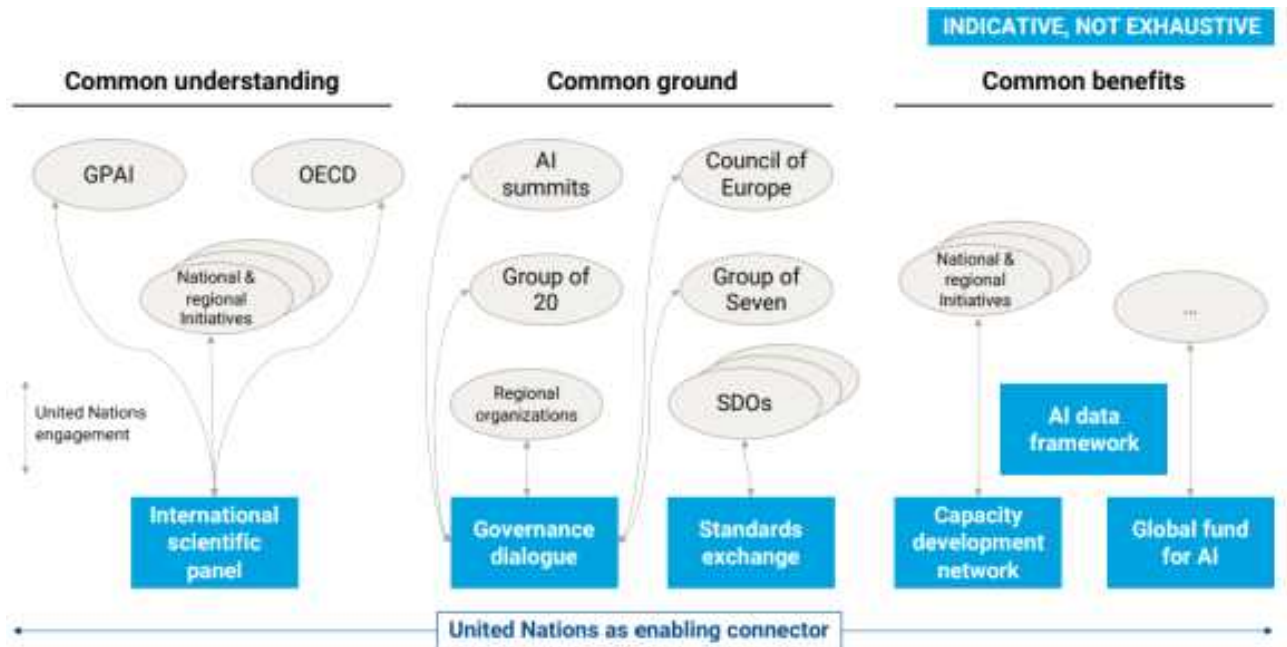 INDICATIVE, NOT EXHAUSTIVE
Common understanding
Common ground
Common benefits
GPAI
OECD
National &
regional
Initiatives
AI
summits
Council of
Europe
Group of
20
Group of
Seven
Regional
organizations
SDOs
National &
regional
Initiatives
...
United Nations
engagement
AI data
framework
International
scientific
panel
Governance
dialogue
Standards
exchange
Capacity
development
network
Global fund
for AI
United Nations as enabling connector